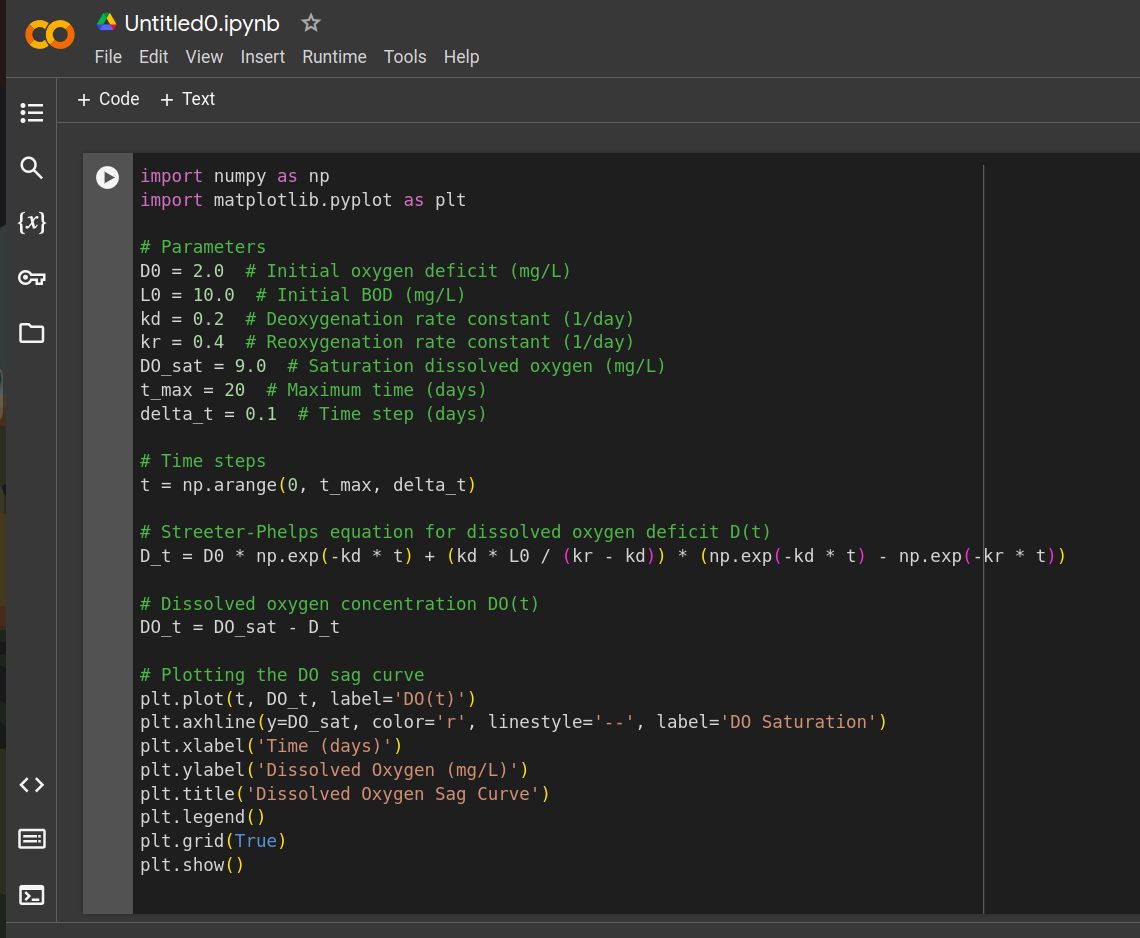 Untitled0.ipynb
File Edit View Insert Runtime Tools Help
+ Code + Text
{x}
import numpy as np
import matplotlib.pyplot as plt
# Parameters
D0 = 2.0  # Initial oxygen deficit (mg/L)
L0 = 10.0  # Initial BOD (mg/L)
kd = 0.2  # Deoxygenation rate constant (1/day)
kr = 0.4  # Reoxygenation rate constant (1/day)
DO_sat = 9.0  # Saturation dissolved oxygen (mg/L)
t_max = 20  # Maximum time (days)
delta_t = 0.1  # Time step (days)
# Time steps
t = np.arange(0, t_max, delta_t)
# Streeter-Phelps equation for dissolved oxygen deficit D(t)
D_t = D0 * np.exp(-kd * t) + (kd * L0 / (kr - kd)) * (np.exp(-kd * t) - np.exp(-kr * t))
# Dissolved oxygen concentration DO(t)
DO_t = DO_sat - D_t
# Plotting the DO sag curve
plt.plot(t, DO_t, label='DO(t)')
plt.axhline(y=DO_sat, color='r', linestyle='--', label='DO Saturation')
plt.xlabel('Time (days)')
plt.ylabel('Dissolved Oxygen (mg/L)')
plt.title('Dissolved Oxygen Sag Curve')
plt.legend()
plt.grid(True)
plt.show()